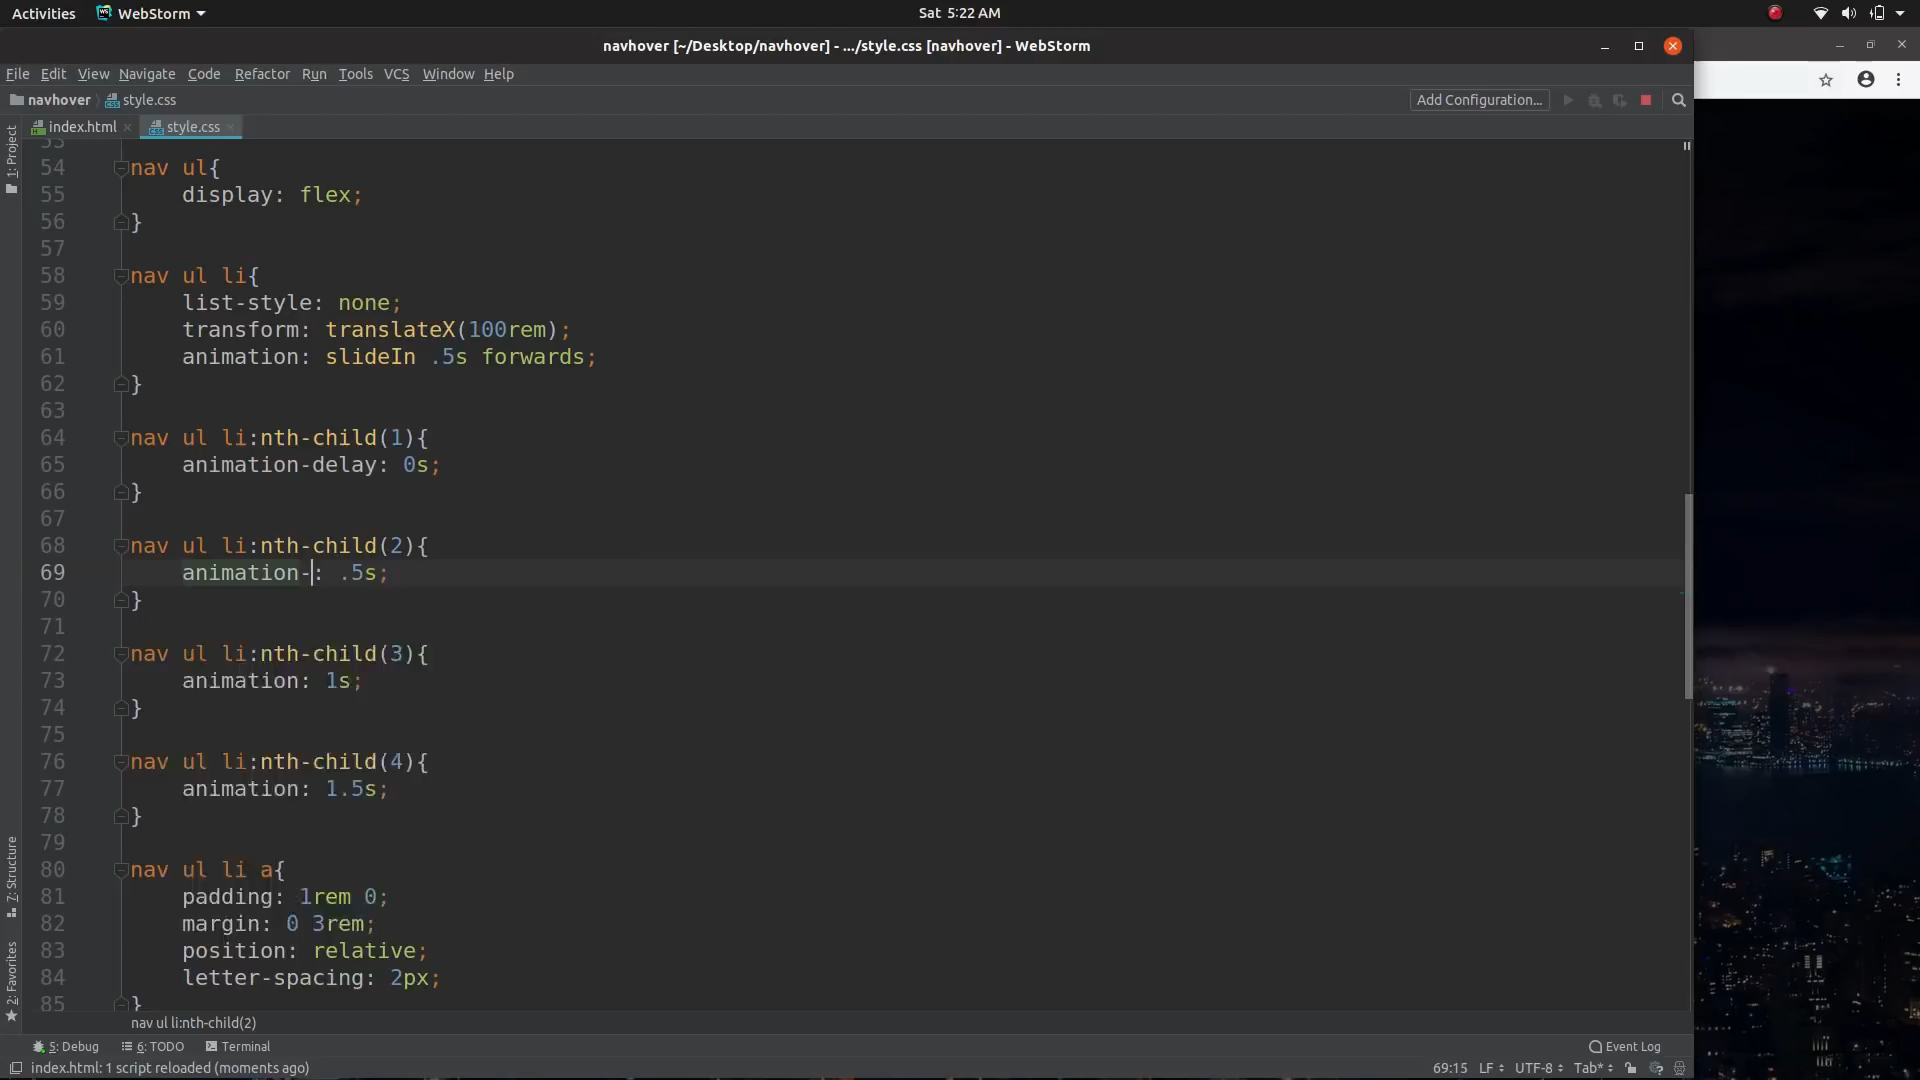 Activities WebStorm Sat 5:22 AM
navhover [~/Desktop/navhover] - .../style.css [navhover] - WebStorm
File Edit View Navigate Code Refactor Run Tools VCS Window Help
navhover style.css Add Configuration...
index.html style.css
1: Project
7: Structure
2: Favorites
53
54 nav ul{
55 display: flex;
56 }
57
58 nav ul li{
59 list-style: none;
60 transform: translateX(100rem);
61 animation: slideIn .5s forwards;
62 }
63
64 nav ul li:nth-child(1){
65 animation-delay: 0s;
66 }
67
68 nav ul li:nth-child(2){
69 animation-: .5s;
70 }
71
72 nav ul li:nth-child(3){
73 animation: 1s;
74 }
75
76 nav ul li:nth-child(4){
77 animation: 1.5s;
78 }
79
80 nav ul li a{
81 padding: 1rem 0;
82 margin: 0 3rem;
83 position: relative;
84 letter-spacing: 2px;
85 }
nav ul li:nth-child(2)
5: Debug 6: TODO Terminal Event Log
index.html: 1 script reloaded (moments ago) 69:15 LF UTF-8 Tab*